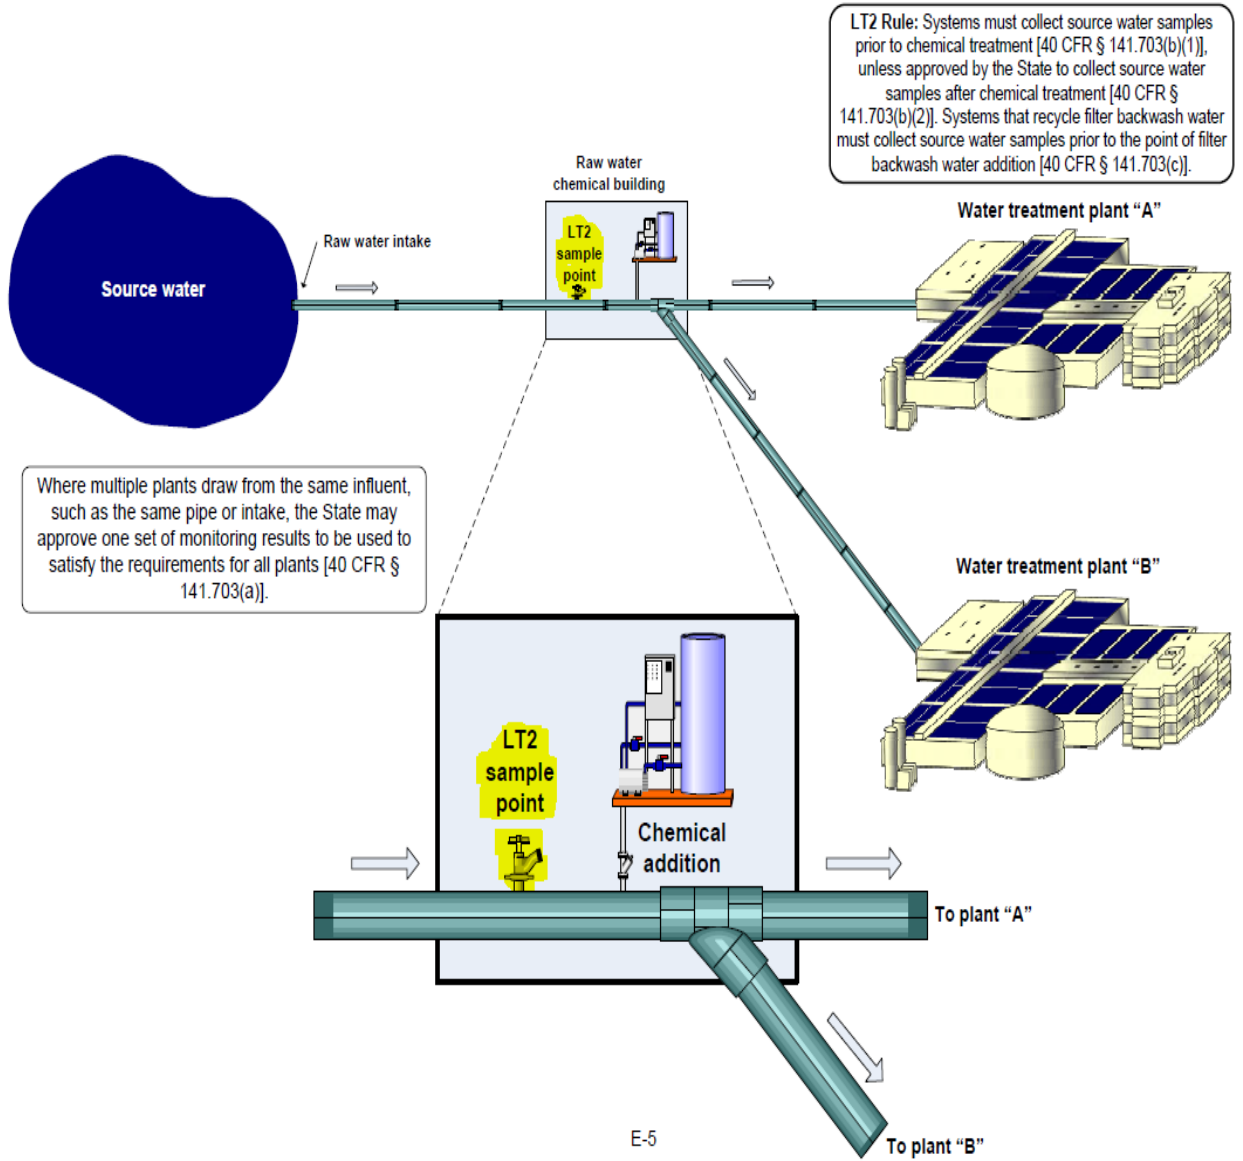 LT2 Rule: Systems must collect source water samples
prior to chemical treatment [40 CFR § 141.703(b)(1)],
unless approved by the State to collect source water
samples after chemical treatment [40 CFR §
141.703(b)(2)]. Systems that recycle filter backwash water
must collect source water samples prior to the point of filter
backwash water addition [40 CFR § 141.703(c)].
Raw water
chemical building
Water treatment plant “A”
Raw water intake
LT2
sample
point
Source water
Where multiple plants draw from the same influent,
such as the same pipe or intake, the State may
approve one set of monitoring results to be used to
satisfy the requirements for all plants [40 CFR §
141.703(a)].
Water treatment plant “B”
LT2
sample
point
Chemical
addition
To plant “A”
To plant “B”
E-5